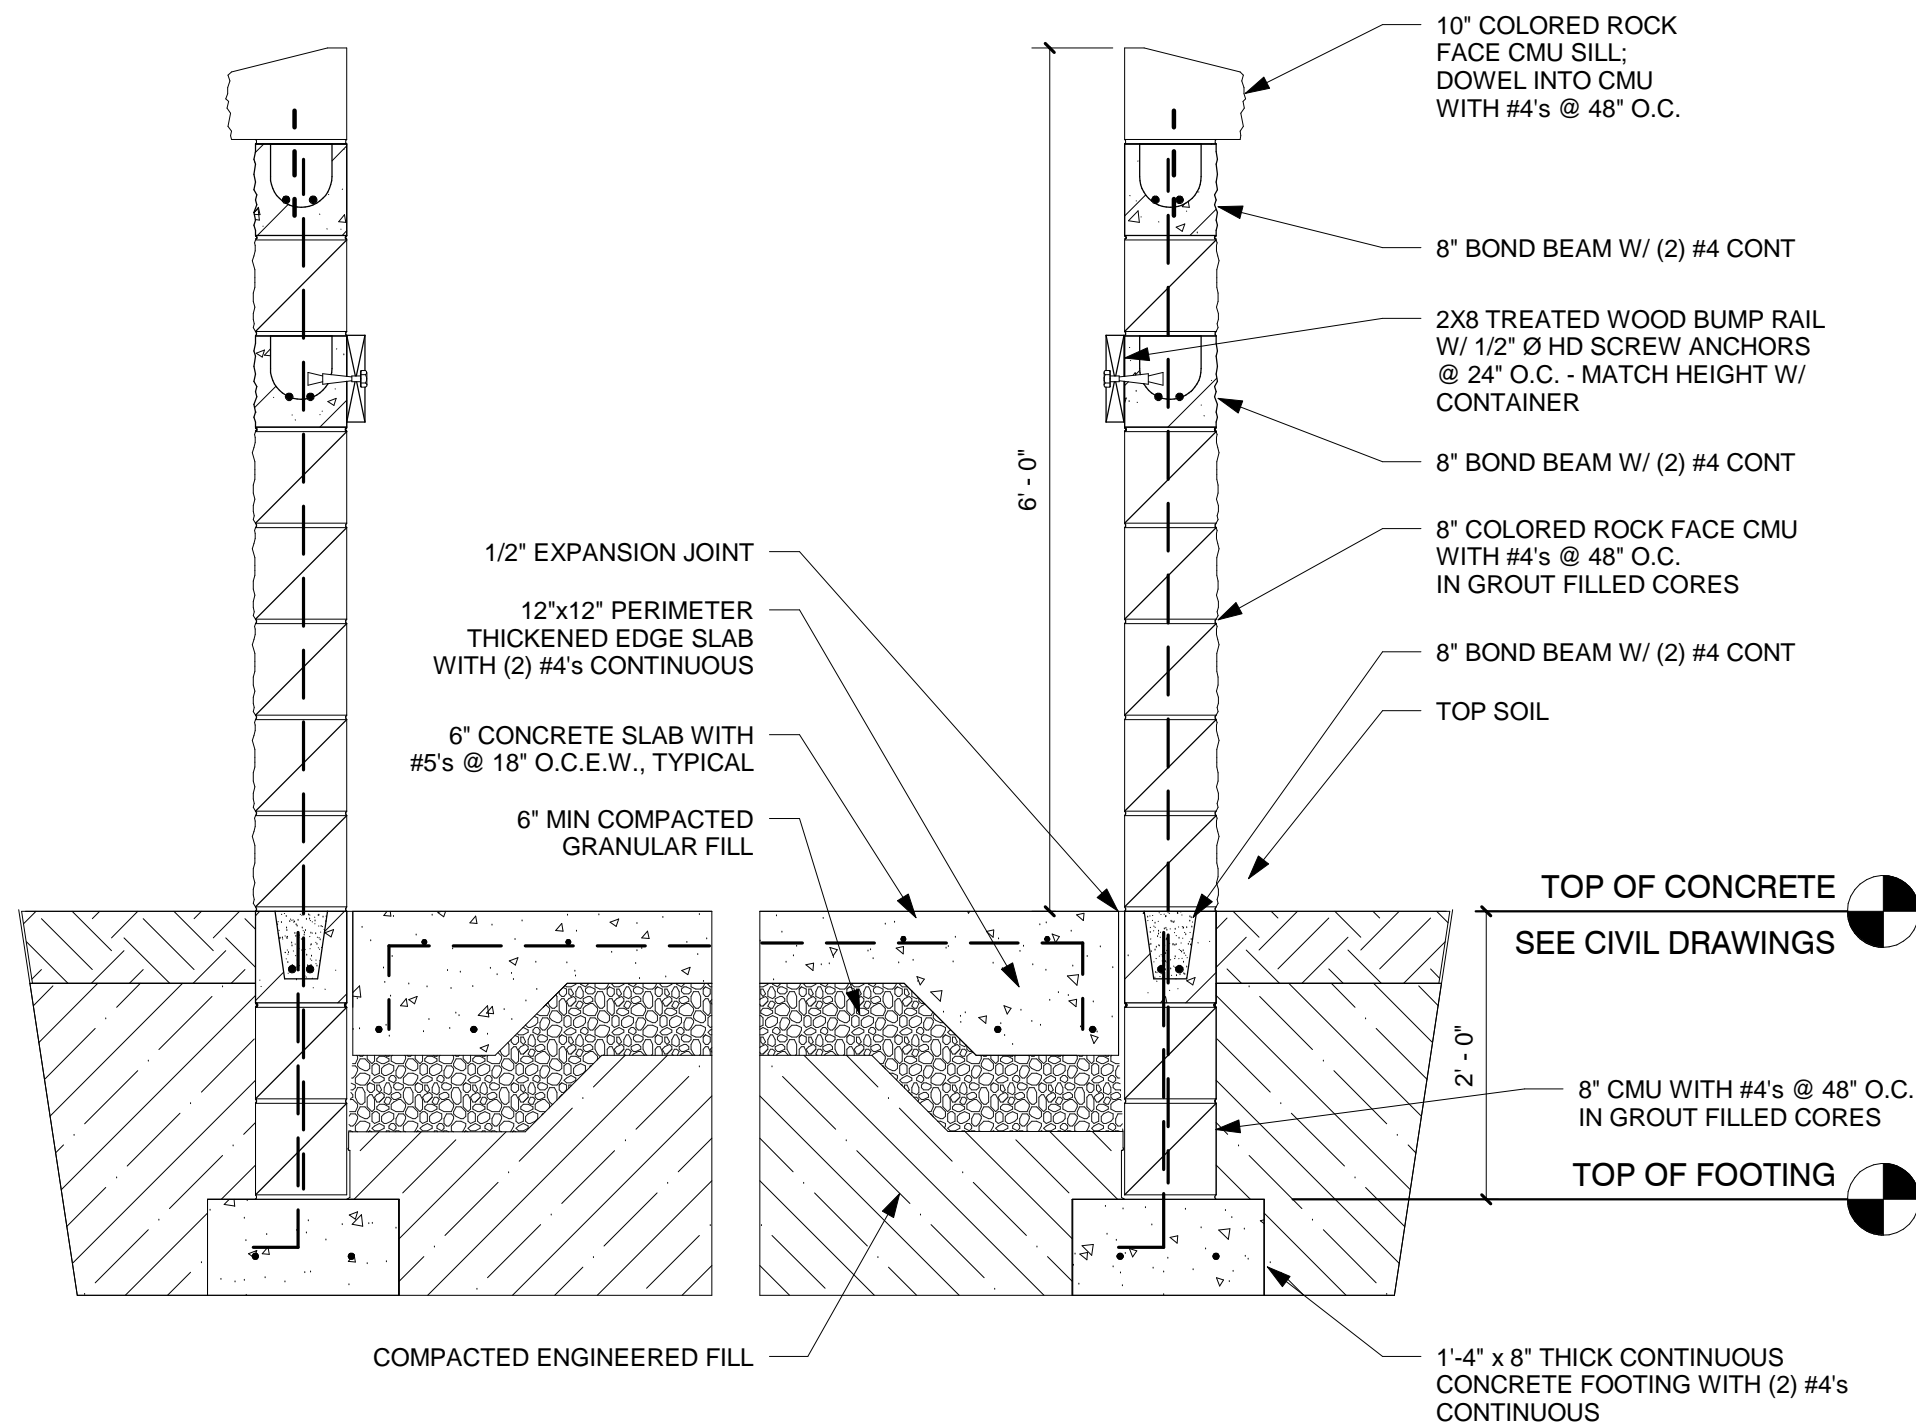 10" COLORED ROCK
FACE CMU SILL;
DOWEL INTO CMU
WITH #4's @ 48" O.C.
8" BOND BEAM W/ (2) #4 CONT
2X8 TREATED WOOD BUMP RAIL
W/ 1/2" Ø HD SCREW ANCHORS
@ 24" O.C. - MATCH HEIGHT W/
CONTAINER
8" BOND BEAM W/ (2) #4 CONT
6' - 0"
8" COLORED ROCK FACE CMU
WITH #4's @ 48" O.C.
IN GROUT FILLED CORES
1/2" EXPANSION JOINT
12"x12" PERIMETER
THICKENED EDGE SLAB
WITH (2) #4's CONTINUOUS
8" BOND BEAM W/ (2) #4 CONT
TOP SOIL
6" CONCRETE SLAB WITH
#5's @ 18" O.C.E.W., TYPICAL
6" MIN COMPACTED
GRANULAR FILL
TOP OF CONCRETE
SEE CIVIL DRAWINGS
2' - 0"
8" CMU WITH #4's @ 48" O.C.
IN GROUT FILLED CORES
TOP OF FOOTING
COMPACTED ENGINEERED FILL
1'-4" x 8" THICK CONTINUOUS
CONCRETE FOOTING WITH (2) #4's
CONTINUOUS